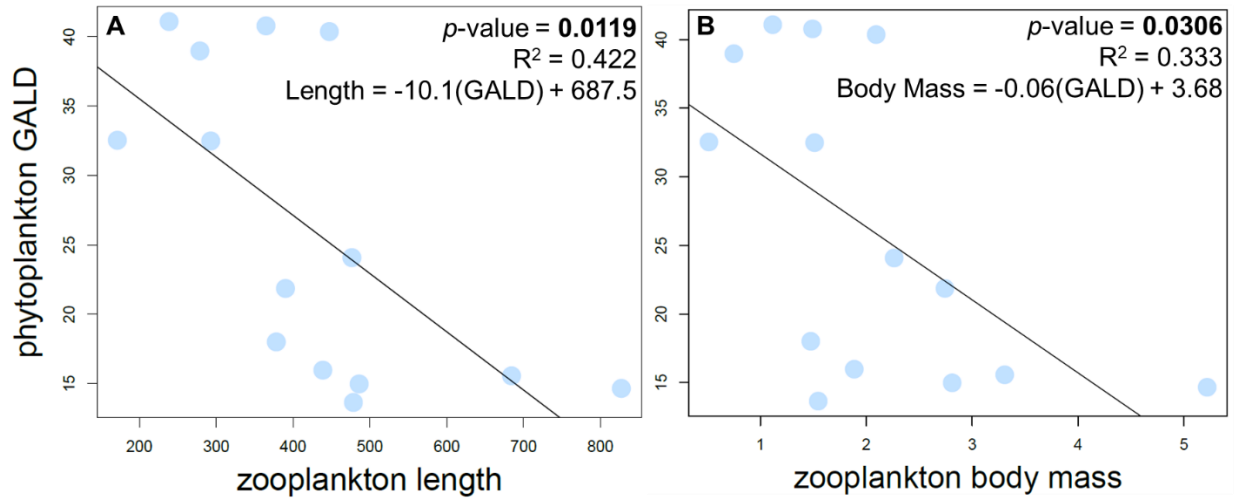 A
p-value = 0.0119
R² = 0.422
Length = -10.1(GALD) + 687.5
phytoplankton GALD
40
35
30
25
20
15
200 300 400 500 600 700 800
zooplankton length
B
p-value = 0.0306
R² = 0.333
Body Mass = -0.06(GALD) + 3.68
40
35
30
25
20
15
1 2 3 4 5
zooplankton body mass